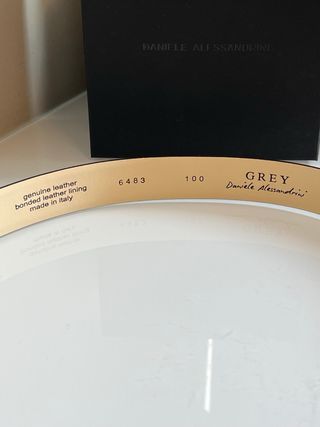 DANIELE ALESSANDRINI
genuine leather
bonded leather lining
made in italy
6483
100
GREY
Daniele Alessandrini